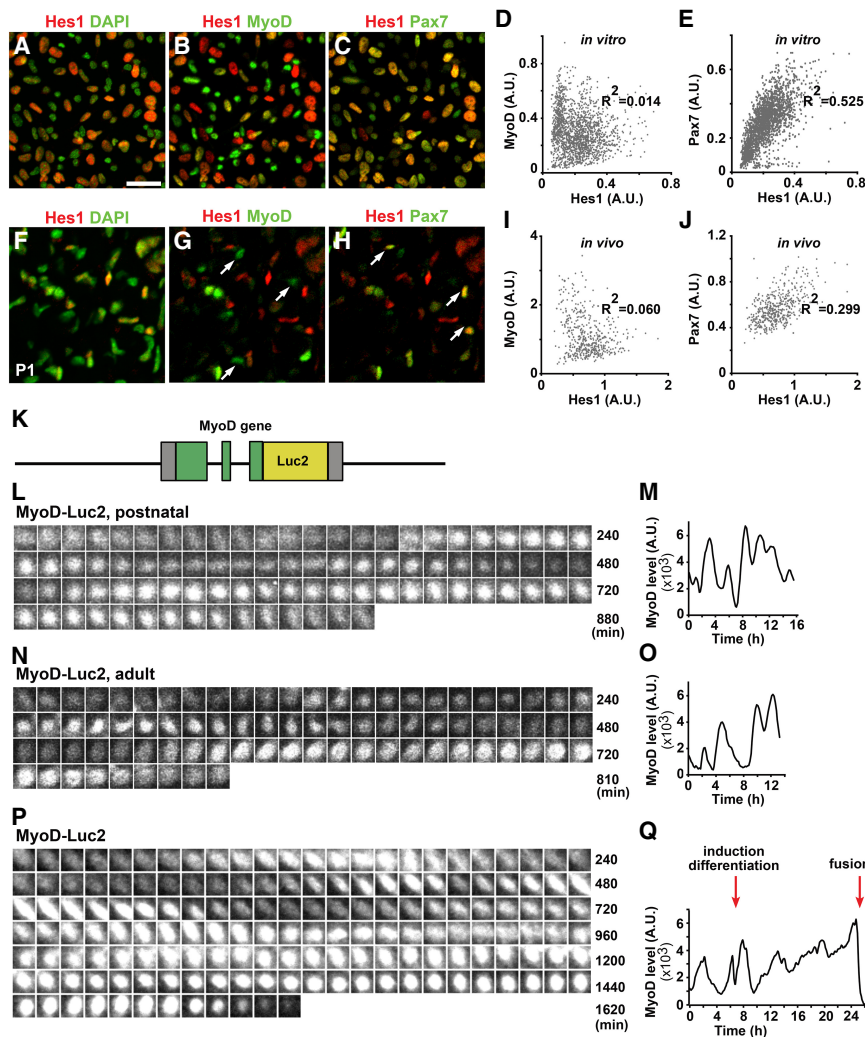 A
B
C
D
E
Hes1 DAPI
Hes1 MyoD
Hes1 Pax7
in vitro
MyoD (A.U.)
0.8
0.4
0
R²=0.014
0
0.4
0.8
Hes1 (A.U.)
in vitro
Pax7 (A.U.)
0.6
0.3
0
R²=0.525
0
0.4
0.8
Hes1 (A.U.)
F
G
H
I
J
Hes1 DAPI
Hes1 MyoD
Hes1 Pax7
P1
in vivo
MyoD (A.U.)
4
2
0
R²=0.060
0
1
2
Hes1 (A.U.)
in vivo
Pax7 (A.U.)
1.2
0.8
0.4
0
R²=0.299
0
1
2
Hes1 (A.U.)
K
MyoD gene
Luc2
L
MyoD-Luc2, postnatal
240
480
720
880
(min)
M
MyoD level (A.U.)
(x10³)
6
4
2
0
0 4 8 12 16
Time (h)
N
MyoD-Luc2, adult
240
480
720
810
(min)
O
MyoD level (A.U.)
(x10³)
6
4
2
0
0 4 8 12
Time (h)
P
MyoD-Luc2
240
480
720
960
1200
1440
1620
(min)
Q
induction
differentiation
fusion
MyoD level (A.U.)
(x10³)
6
4
2
0
0 4 8 12 16 20 24
Time (h)